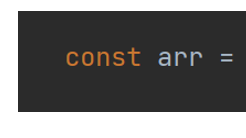 const arr =